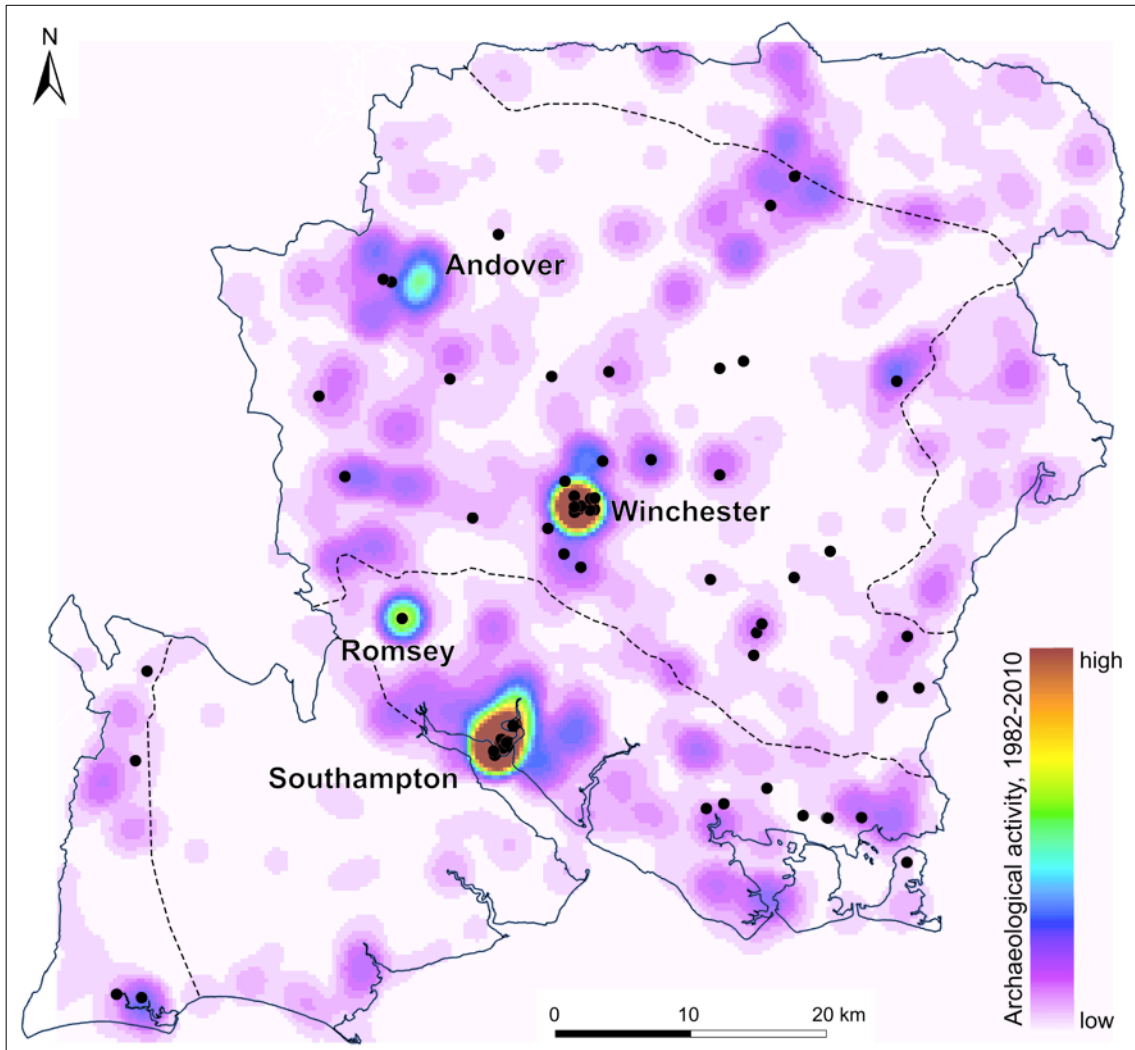 N
Andover
Winchester
Romsey
Southampton
high
Archaeological activity, 1982-2010
low
0 10 20 km